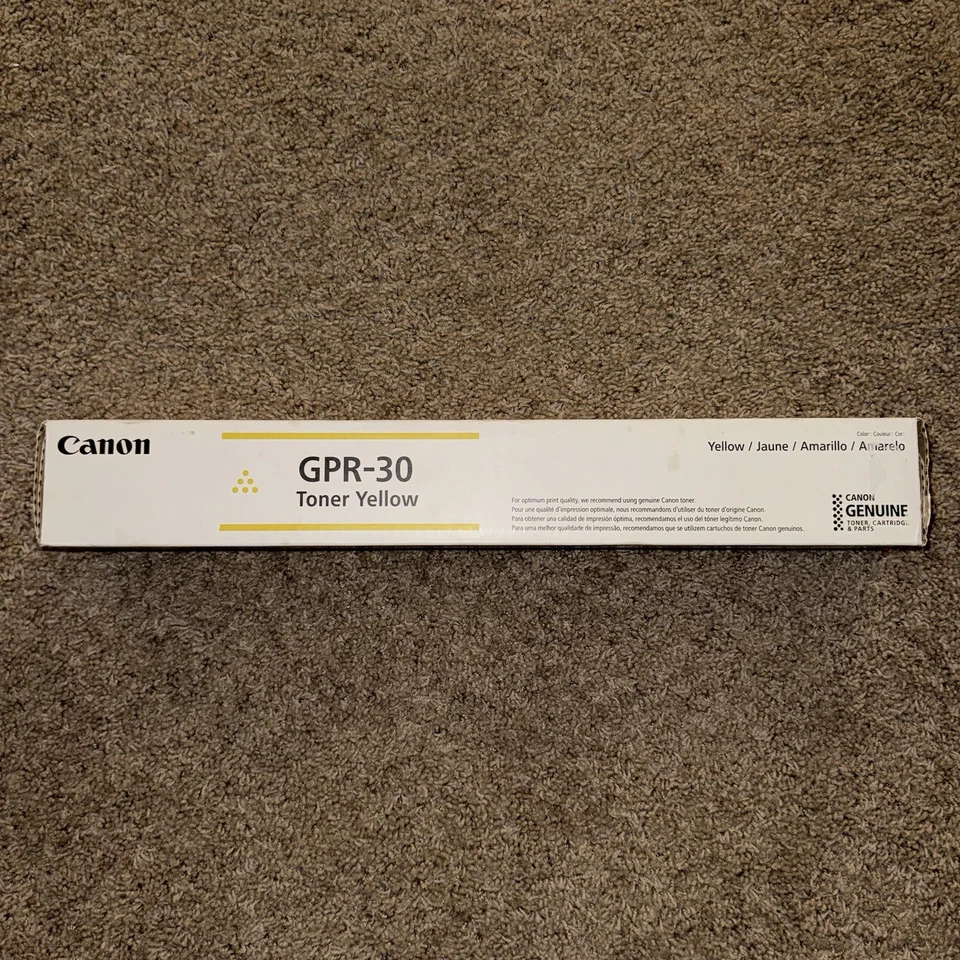 Canon
GPR-30
Toner Yellow
Color: Couleur: Cor:
Yellow / Jaune / Amarillo / Amarelo
For optimum print quality, we recommend using genuine Canon toner.
Pour une qualité d'impression optimale, nous recommandons d'utiliser du toner d'origine Canon.
Para obtener una calidad de impresión óptima, recomendamos el uso del tóner legítimo Canon.
Para uma melhor qualidade de impressão, recomendamos que se utilizem cartuchos de toner Canon genuínos.
CANON
GENUINE
TONER, CARTRIDGE
& PARTS